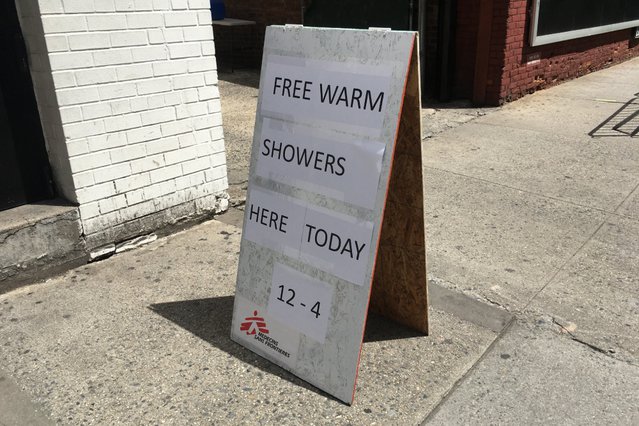 FREE WARM
SHOWERS
HERE TODAY
12 - 4
MEDECINS
SANS FRONTIERES